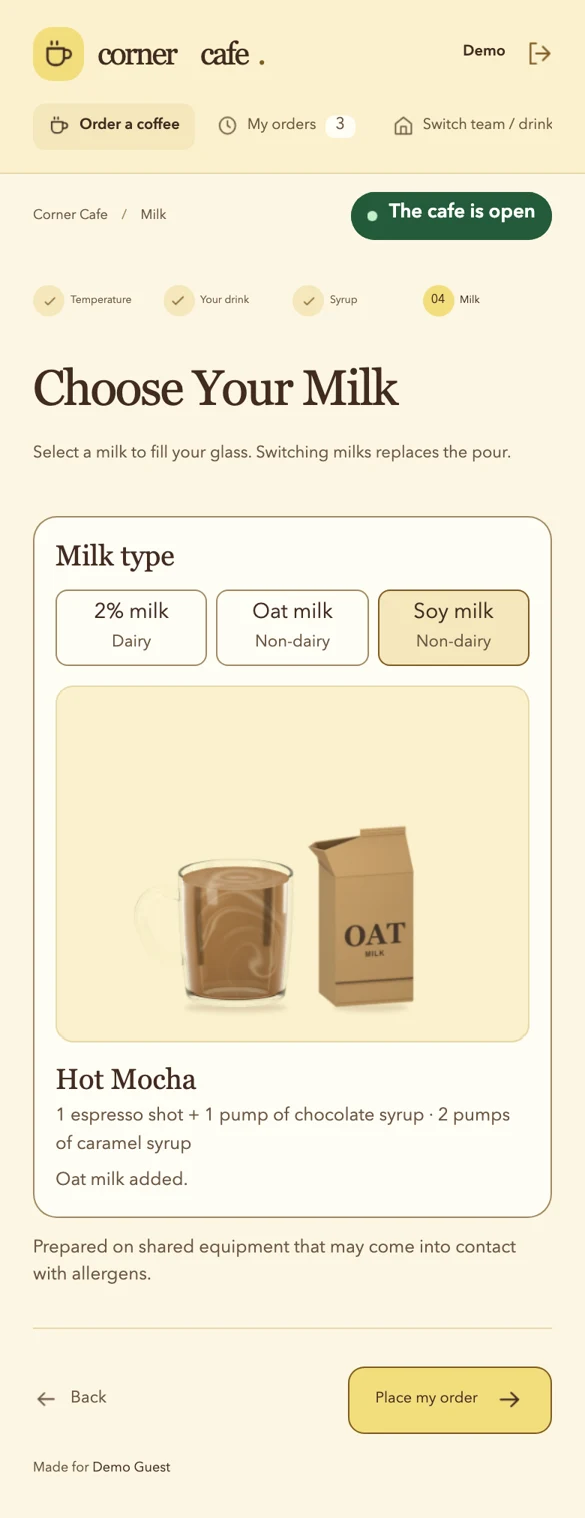 corner cafe .
Demo
Order a coffee
My orders 3
Switch team / drink
Corner Cafe / Milk
The cafe is open
Temperature
Your drink
Syrup
04 Milk
Choose Your Milk
Select a milk to fill your glass. Switching milks replaces the pour.
Milk type
2% milk
Dairy
Oat milk
Non-dairy
Soy milk
Non-dairy
OAT
MILK
Hot Mocha
1 espresso shot + 1 pump of chocolate syrup · 2 pumps
of caramel syrup
Oat milk added.
Prepared on shared equipment that may come into contact
with allergens.
Back
Place my order
Made for Demo Guest